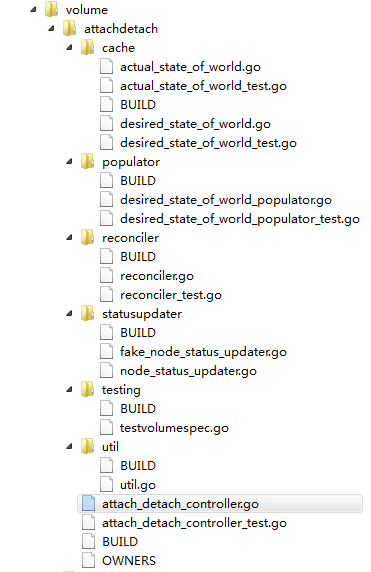 volume
attachdetach
cache
actual_state_of_world.go
actual_state_of_world_test.go
BUILD
desired_state_of_world.go
desired_state_of_world_test.go
populator
BUILD
desired_state_of_world_populator.go
desired_state_of_world_populator_test.go
reconciler
BUILD
reconciler.go
reconciler_test.go
statusupdater
BUILD
fake_node_status_updater.go
node_status_updater.go
testing
BUILD
testvolumespec.go
util
BUILD
util.go
attach_detach_controller.go
attach_detach_controller_test.go
BUILD
OWNERS